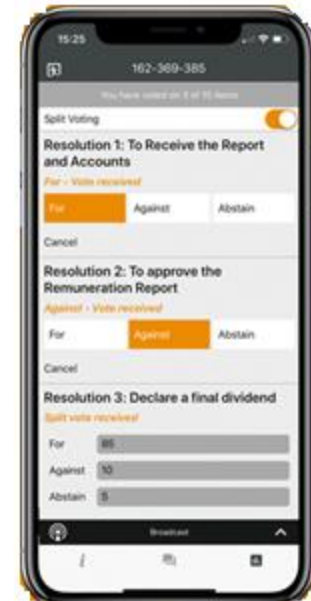 15:25
162-369-385
You have voted on 3 of 10 items
Split Voting
Resolution 1: To Receive the Report
and Accounts
For - Vote received
For Against Abstain
Cancel
Resolution 2: To approve the
Remuneration Report
Against - Vote received
For Against Abstain
Cancel
Resolution 3: Declare a final dividend
Split vote received
For 85
Against 10
Abstain 5
Broadcast
i